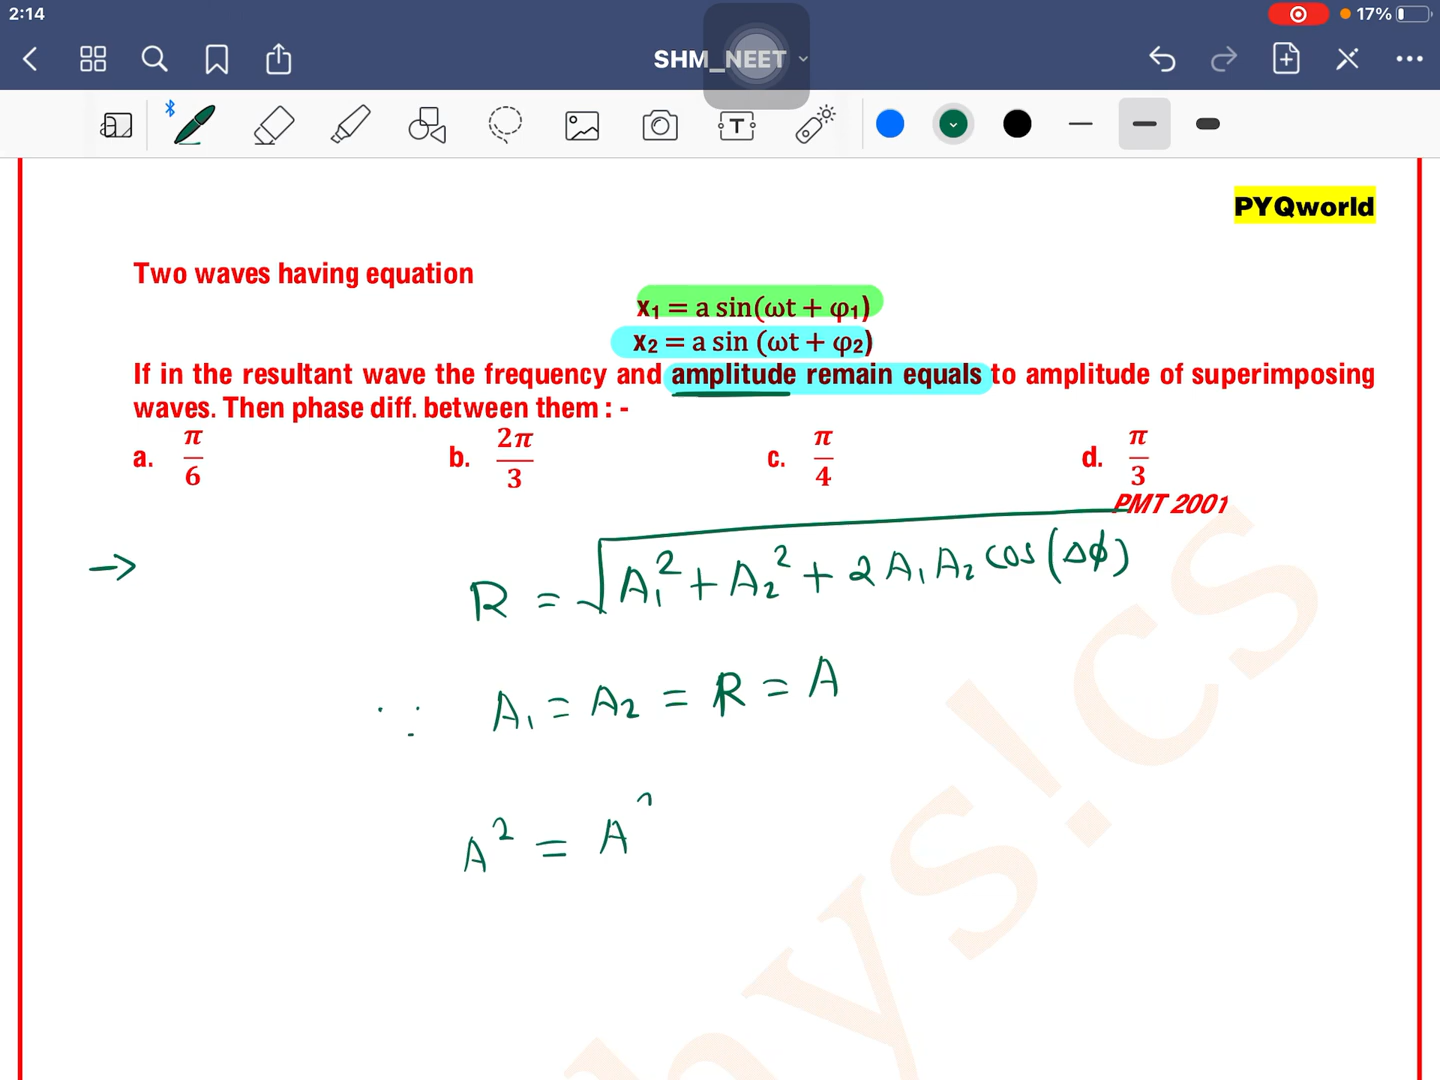 2:14
17%
SHM_NEET
PYQworld
Two waves having equation
x₁ = a sin(ωt + φ₁)
x₂ = a sin (ωt + φ₂)
If in the resultant wave the frequency and amplitude remain equals to amplitude of superimposing
waves. Then phase diff. between them : -
a. π/6 b. 2π/3 c. π/4 d. π/3
PMT 2001
→ R = √(A₁² + A₂² + 2A₁A₂ cos(Δϕ))
∵ A₁ = A₂ = R = A
A² = A
hys!cs